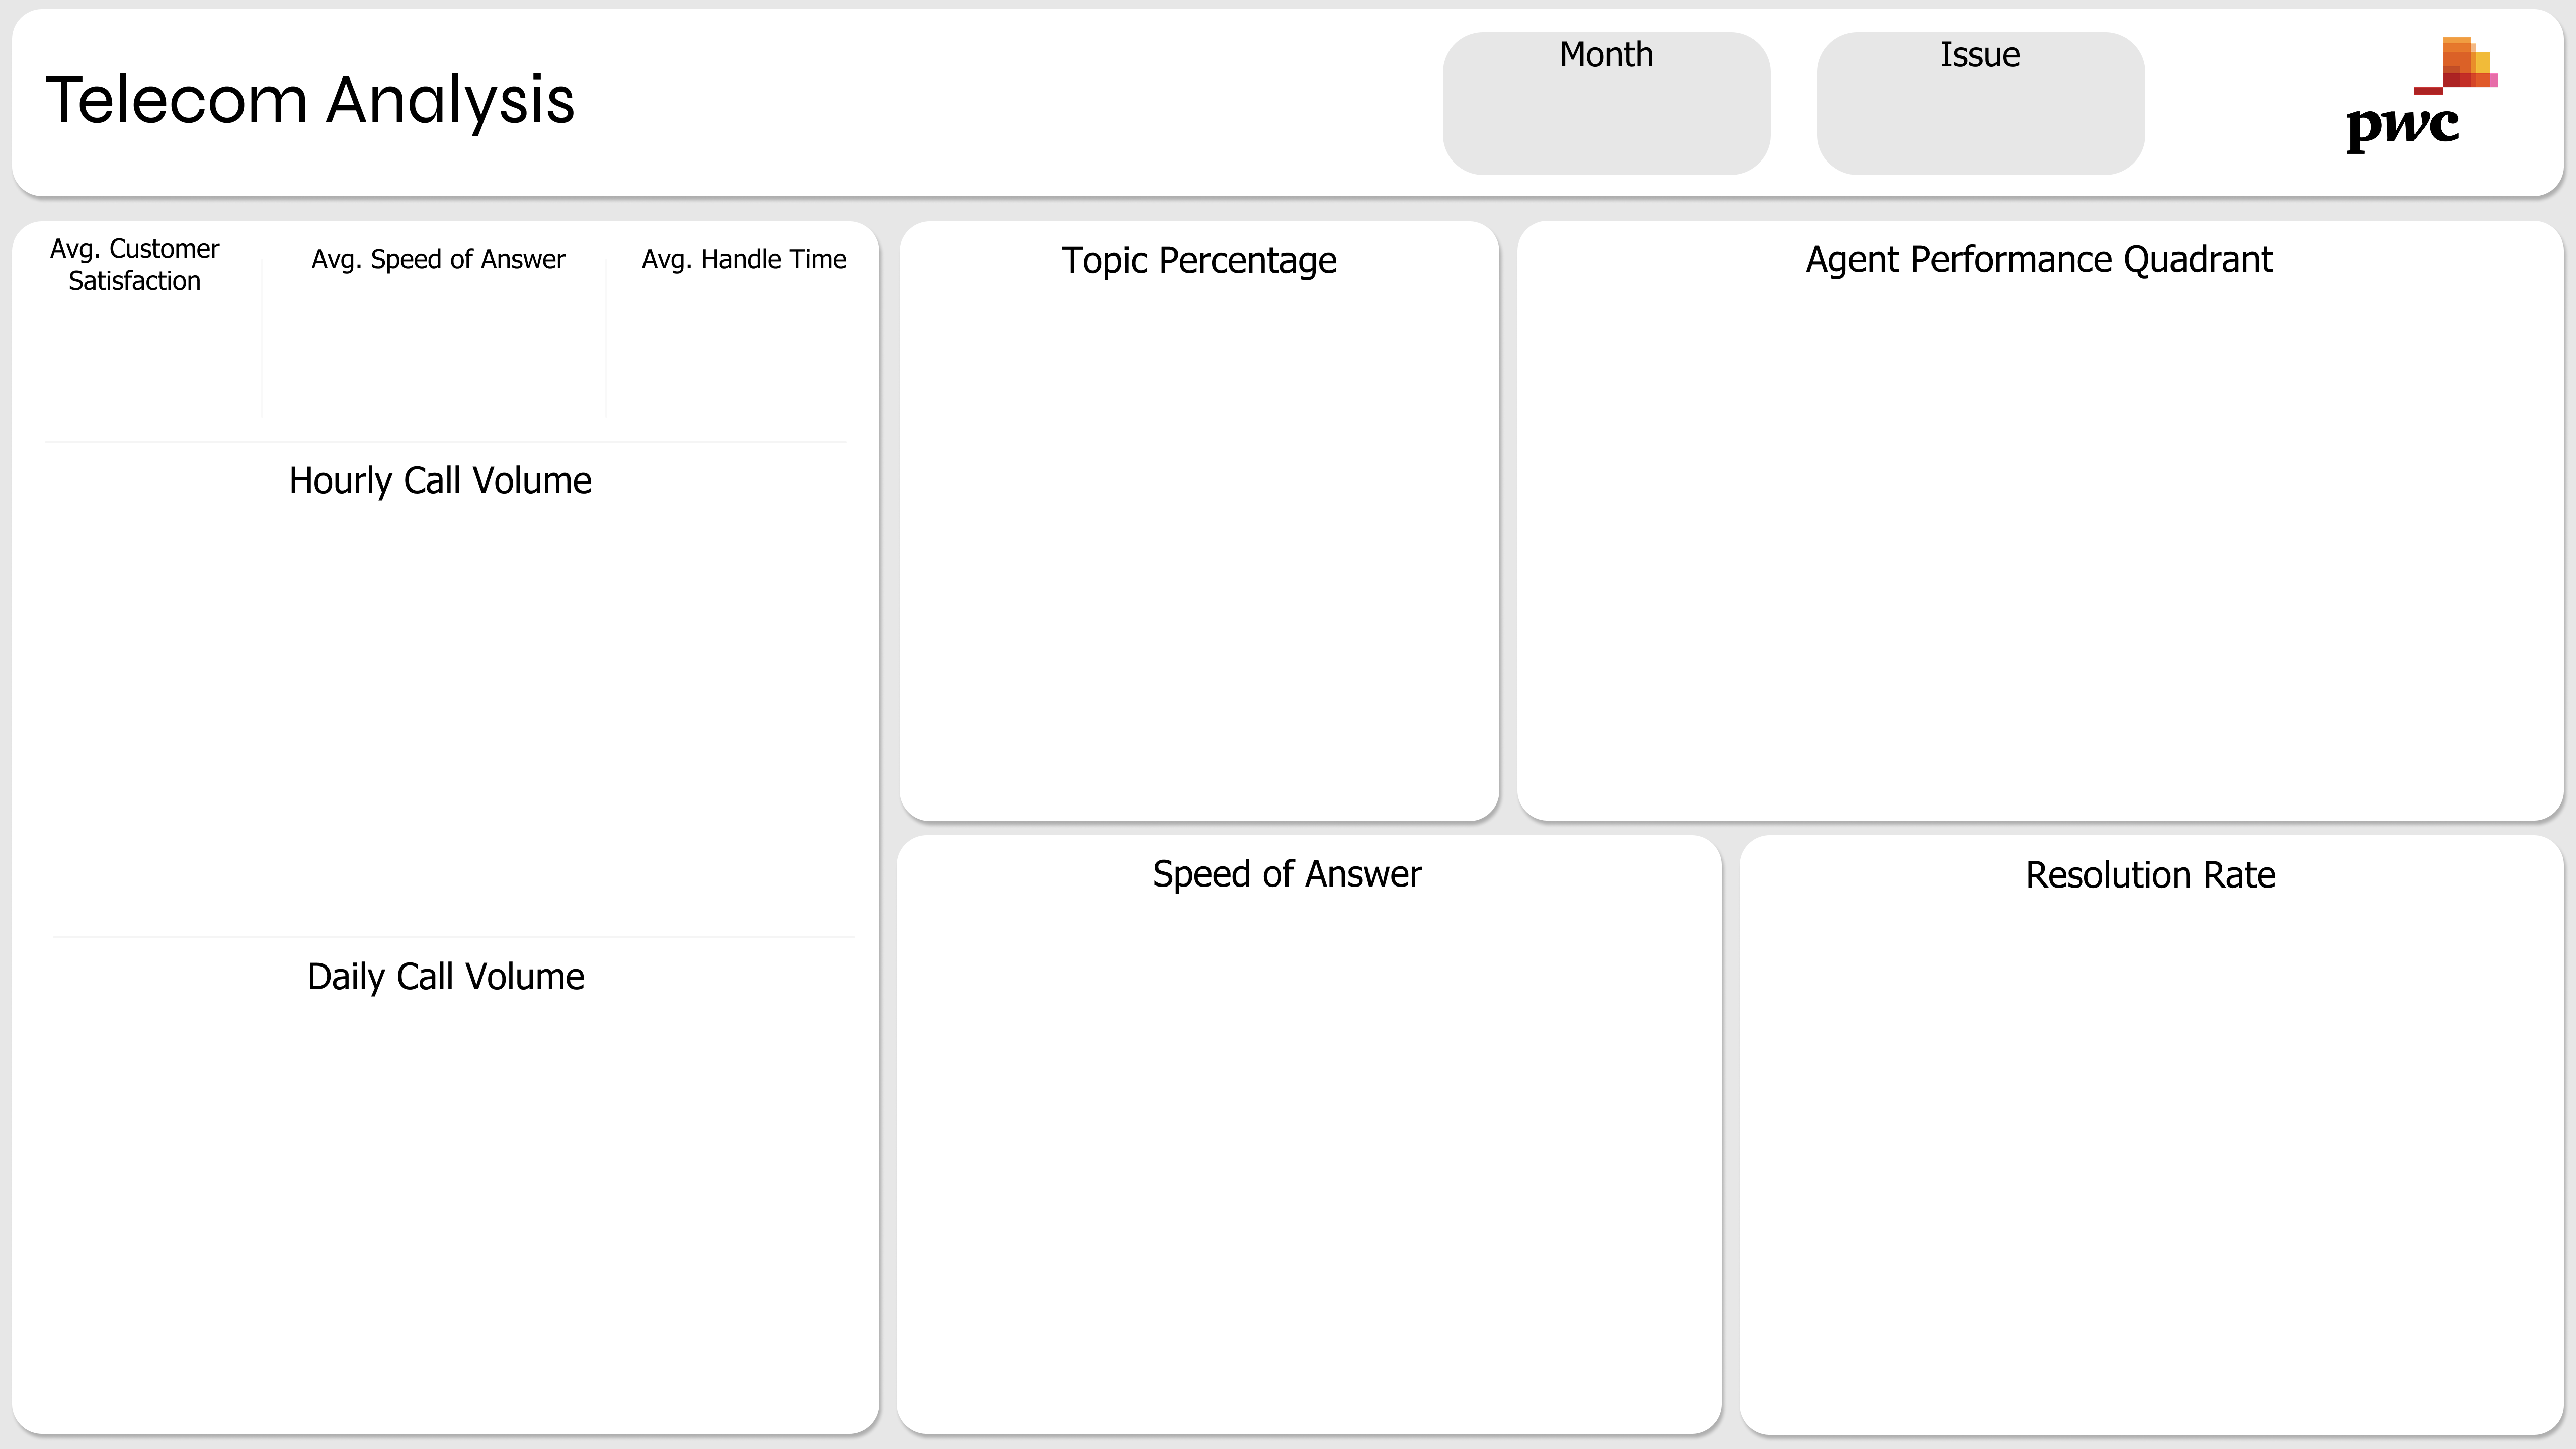 Telecom Analysis
Month
Issue
pwc
Avg. Customer
Satisfaction
Avg. Speed of Answer
Avg. Handle Time
Hourly Call Volume
Daily Call Volume
Topic Percentage
Agent Performance Quadrant
Speed of Answer
Resolution Rate